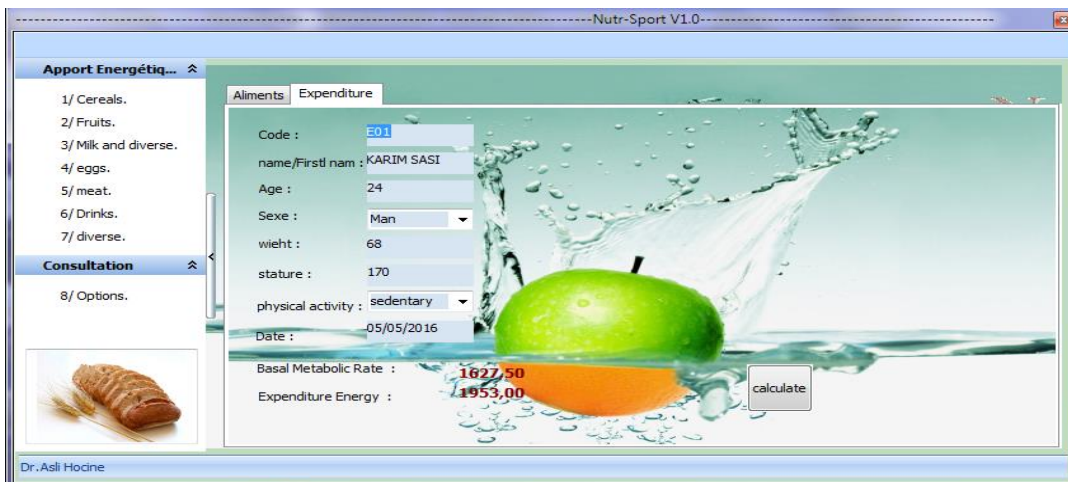 -Nutr-Sport V1.0-
Apport Energétiq...
1/ Cereals.
2/ Fruits.
3/ Milk and diverse.
4/ eggs.
5/ meat.
6/ Drinks.
7/ diverse.
Consultation
8/ Options.
Aliments Expenditure
Code : E01
name/Firstl nam : KARIM SASI
Age : 24
Sexe : Man
wieht : 68
stature : 170
physical activity : sedentary
Date : 05/05/2016
Basal Metabolic Rate : 1627,50
Expenditure Energy : 1953,00
calculate
Dr.Asli Hocine